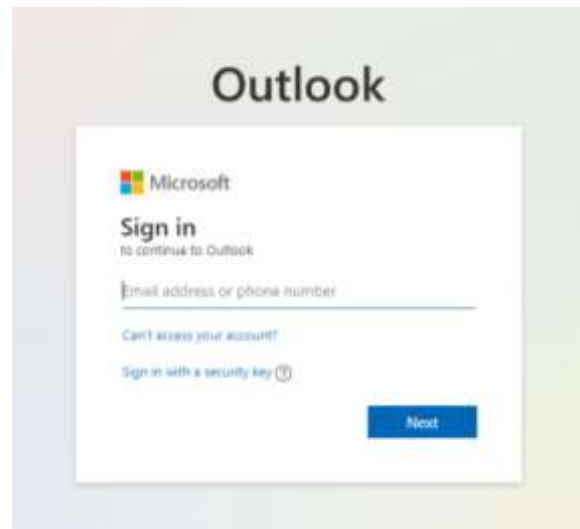 Outlook
Microsoft
Sign in
to continue to Outlook
Email address or phone number
Can't access your account?
Sign in with a security key
Next